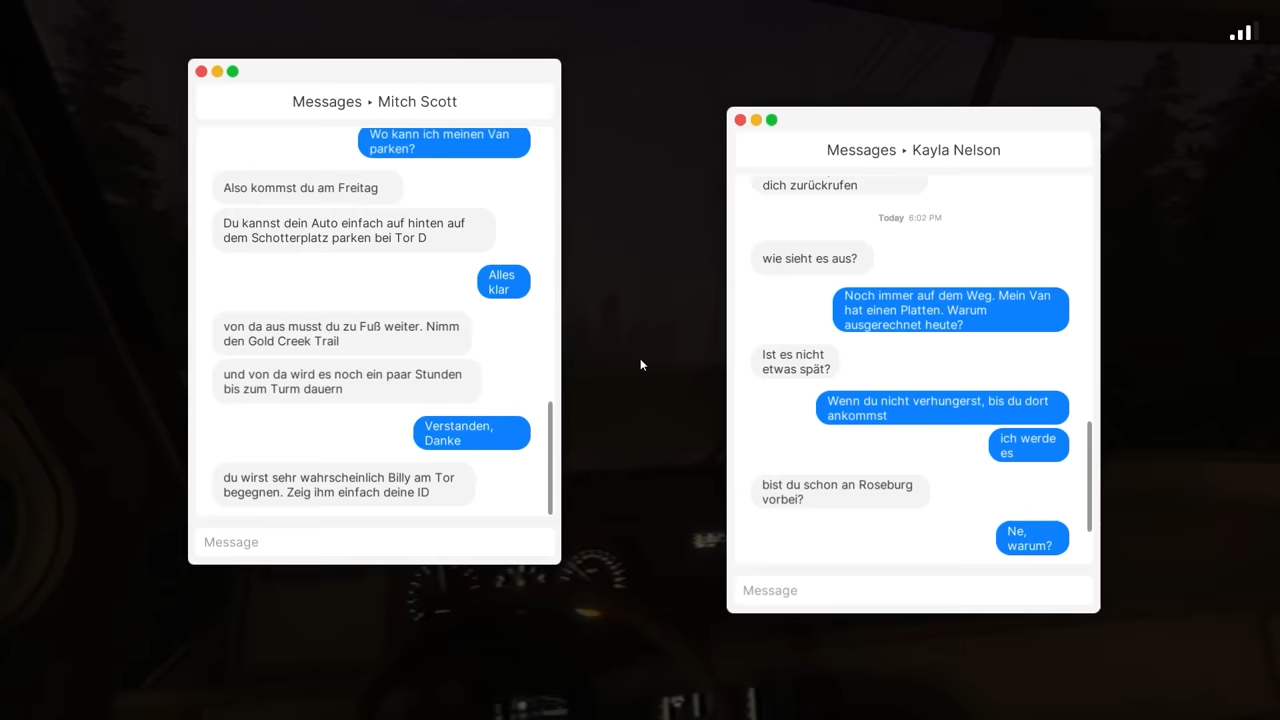 Messages ▸ Mitch Scott
Wo kann ich meinen Van
parken?
Also kommst du am Freitag
Du kannst dein Auto einfach auf hinten auf
dem Schotterplatz parken bei Tor D
Alles
klar
von da aus musst du zu Fuß weiter. Nimm
den Gold Creek Trail
und von da wird es noch ein paar Stunden
bis zum Turm dauern
Verstanden,
Danke
du wirst sehr wahrscheinlich Billy am Tor
begegnen. Zeig ihm einfach deine ID
Message
Messages ▸ Kayla Nelson
dich zurückrufen
Today 6:02 PM
wie sieht es aus?
Noch immer auf dem Weg. Mein Van
hat einen Platten. Warum
ausgerechnet heute?
Ist es nicht
etwas spät?
Wenn du nicht verhungerst, bis du dort
ankommst
ich werde
es
bist du schon an Roseburg
vorbei?
Ne,
warum?
Message